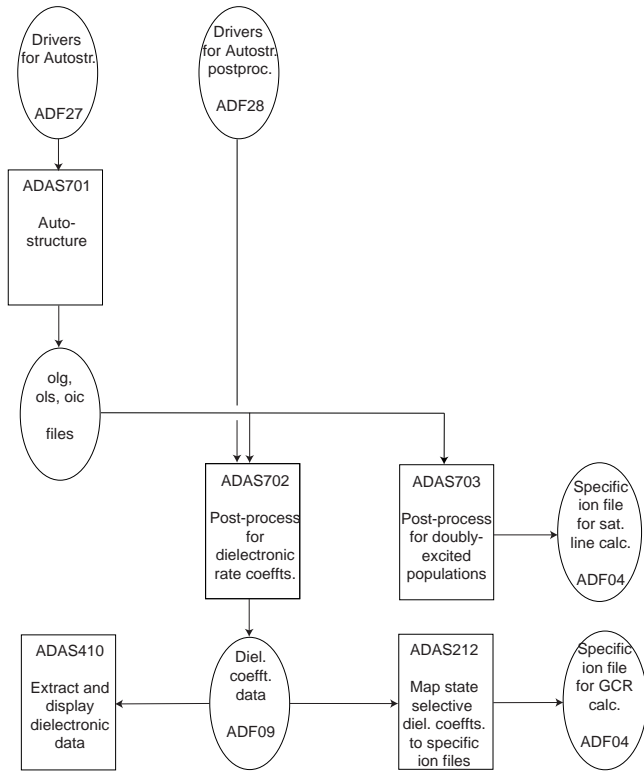 Drivers
for Autostr.
ADF27
Drivers
for Autostr.
postproc.
ADF28
ADAS701
Auto-
structure
olg,
ols, oic
files
ADAS702
Post-process
for
dielectronic
rate coeffts.
ADAS703
Post-process
for doubly-
excited
populations
Specific
ion file
for sat.
line calc.
ADF04
ADAS410
Extract and
display
dielectronic
data
Diel.
coefft.
data
ADF09
ADAS212
Map state
selective
diel. coeffts.
to specific
ion files
Specific
ion file
for GCR
calc.
ADF04